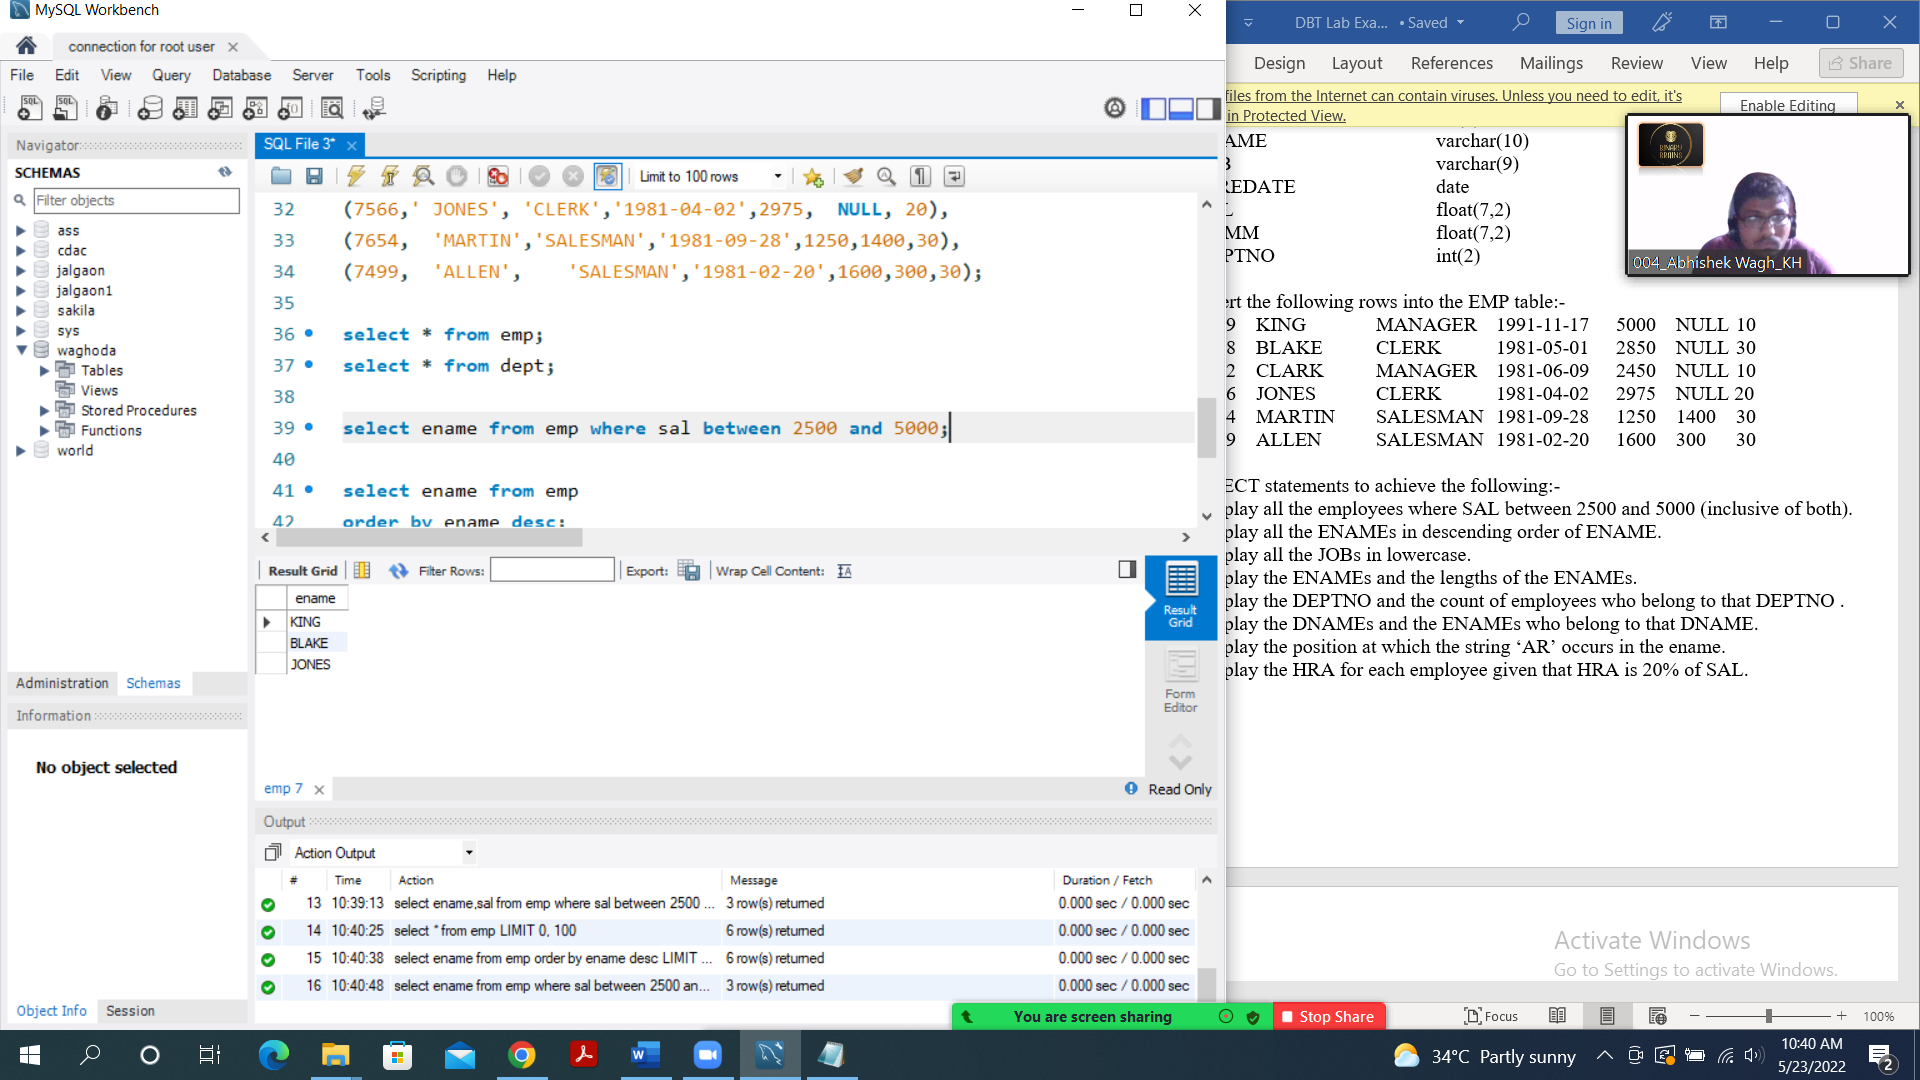 MySQL Workbench
connection for root user
File Edit View Query Database Server Tools Scripting Help
Navigator
SCHEMAS
Filter objects
ass
cdac
jalgaon
jalgaon1
sakila
sys
waghoda
Tables
Views
Stored Procedures
Functions
world
Administration Schemas
Information
No object selected
Object Info Session
SQL File 3*
Limit to 100 rows
32 (7566,' JONES', 'CLERK','1981-04-02',2975, NULL, 20),
33 (7654, 'MARTIN','SALESMAN','1981-09-28',1250,1400,30),
34 (7499, 'ALLEN', 'SALESMAN','1981-02-20',1600,300,30);
35
36 select * from emp;
37 select * from dept;
38
39 select ename from emp where sal between 2500 and 5000;
40
41 select ename from emp
42 order by ename desc;
Result Grid Filter Rows: Export: Wrap Cell Content:
ename
KING
BLAKE
JONES
Result Grid
Form Editor
emp 7
Read Only
Output
Action Output
# Time Action Message Duration / Fetch
13 10:39:13 select ename,sal from emp where sal between 2500 ... 3 row(s) returned 0.000 sec / 0.000 sec
14 10:40:25 select * from emp LIMIT 0, 100 6 row(s) returned 0.000 sec / 0.000 sec
15 10:40:38 select ename from emp order by ename desc LIMIT ... 6 row(s) returned 0.000 sec / 0.000 sec
16 10:40:48 select ename from emp where sal between 2500 an... 3 row(s) returned 0.000 sec / 0.000 sec
You are screen sharing Stop Share
DBT Lab Exa... • Saved Sign in
Design Layout References Mailings Review View Help Share
files from the Internet can contain viruses. Unless you need to edit, it's
in Protected View.
Enable Editing
BINARY BRAINS
004_Abhishek Wagh_KH
AME varchar(10)
B varchar(9)
REDATE date
L float(7,2)
MM float(7,2)
PTNO int(2)
ert the following rows into the EMP table:-
9 KING MANAGER 1991-11-17 5000 NULL 10
8 BLAKE CLERK 1981-05-01 2850 NULL 30
2 CLARK MANAGER 1981-06-09 2450 NULL 10
6 JONES CLERK 1981-04-02 2975 NULL 20
4 MARTIN SALESMAN 1981-09-28 1250 1400 30
9 ALLEN SALESMAN 1981-02-20 1600 300 30
ECT statements to achieve the following:-
play all the employees where SAL between 2500 and 5000 (inclusive of both).
play all the ENAMEs in descending order of ENAME.
play all the JOBs in lowercase.
play the ENAMEs and the lengths of the ENAMEs.
play the DEPTNO and the count of employees who belong to that DEPTNO .
play the DNAMEs and the ENAMEs who belong to that DNAME.
play the position at which the string ‘AR’ occurs in the ename.
play the HRA for each employee given that HRA is 20% of SAL.
Activate Windows
Go to Settings to activate Windows.
Focus 100%
34°C Partly sunny
10:40 AM
5/23/2022
2